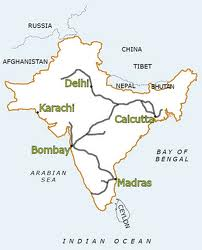 RUSSIA
AFGHANISTAN
CHINA
TIBET
Delhi
NEPAL
BHUTAN
Karachi
Calcutta
Bombay
BAY OF
BENGAL
ARABIAN
SEA
Madras
CEYLON
INDIAN OCEAN